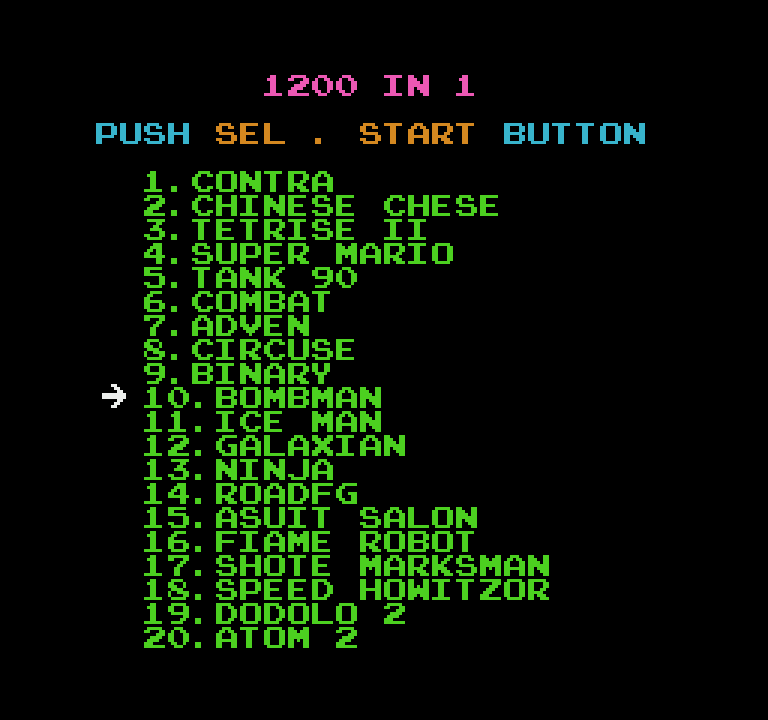 1200 IN 1
PUSH SEL . START BUTTON
1.CONTRA
2.CHINESE CHESE
3.TETRISE II
4.SUPER MARIO
5.TANK 90
6.COMBAT
7.ADVEN
8.CIRCUSE
9.BINARY
→ 10.BOMBMAN
11.ICE MAN
12.GALAXIAN
13.NINJA
14.ROADFG
15.ASUIT SALON
16.FIAME ROBOT
17.SHOTE MARKSMAN
18.SPEED HOWITZOR
19.DODOLO 2
20.ATOM 2